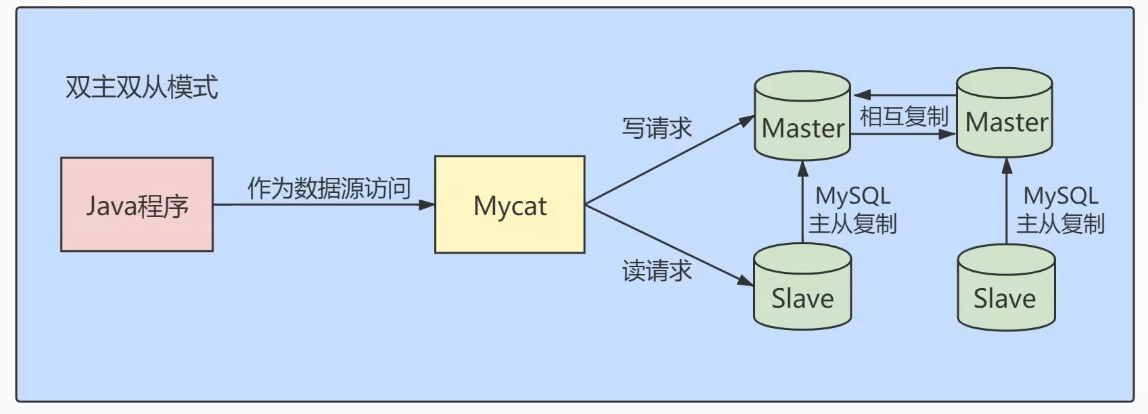 双主双从模式
Java程序
作为数据源访问
Mycat
写请求
读请求
Master
相互复制
Master
MySQL
主从复制
MySQL
主从复制
Slave
Slave